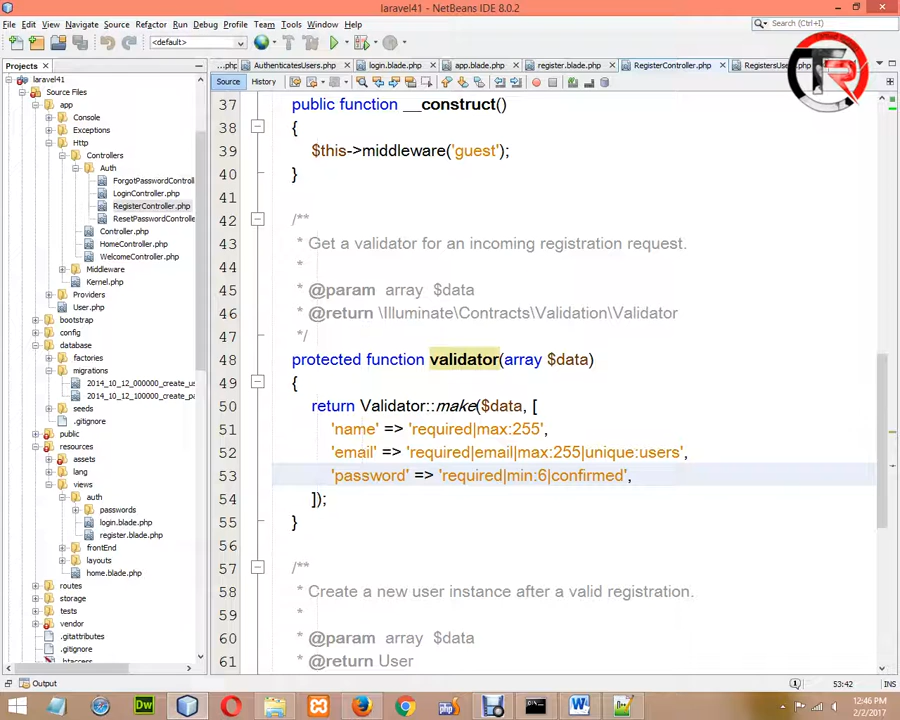 laravel41 - NetBeans IDE 8.0.2
File Edit View Navigate Source Refactor Run Debug Profile Team Tools Window Help
Search (Ctrl+I)
<default>
Projects
...php AuthenticatesUsers.php login.blade.php app.blade.php register.blade.php RegisterController.php RegistersUse
Source History
laravel41
Source Files
app
Console
Exceptions
Http
Controllers
Auth
ForgotPasswordControl
LoginController.php
RegisterController.php
ResetPasswordControlle
Controller.php
HomeController.php
WelcomeController.php
Middleware
Kernel.php
Providers
User.php
bootstrap
config
database
factories
migrations
2014_10_12_000000_create_us
2014_10_12_100000_create_pa
seeds
.gitignore
public
resources
assets
lang
views
auth
passwords
login.blade.php
register.blade.php
frontEnd
layouts
home.blade.php
routes
storage
tests
vendor
.gitattributes
.gitignore
.htaccess
37 public function __construct()
38 {
39 $this->middleware('guest');
40 }
41
42 /**
43 * Get a validator for an incoming registration request.
44 *
45 * @param array $data
46 * @return \Illuminate\Contracts\Validation\Validator
47 */
48 protected function validator(array $data)
49 {
50 return Validator::make($data, [
51 'name' => 'required|max:255',
52 'email' => 'required|email|max:255|unique:users',
53 'password' => 'required|min:6|confirmed',
54 ]);
55 }
56
57 /**
58 * Create a new user instance after a valid registration.
59 *
60 * @param array $data
61 * @return User
Output
53:42 INS
12:46 PM
2/2/2017